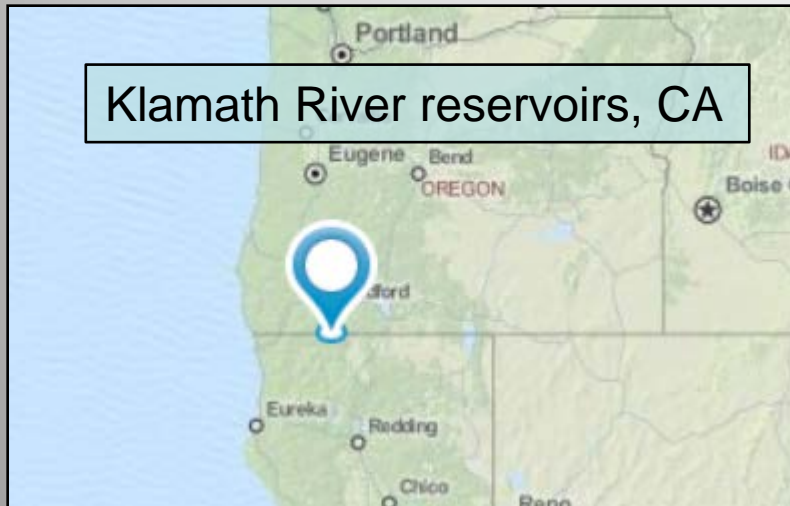 Portland
Klamath River reservoirs, CA
Eugene
Bend
OREGON
Boise
Eureka
Redding
Chico
Reno